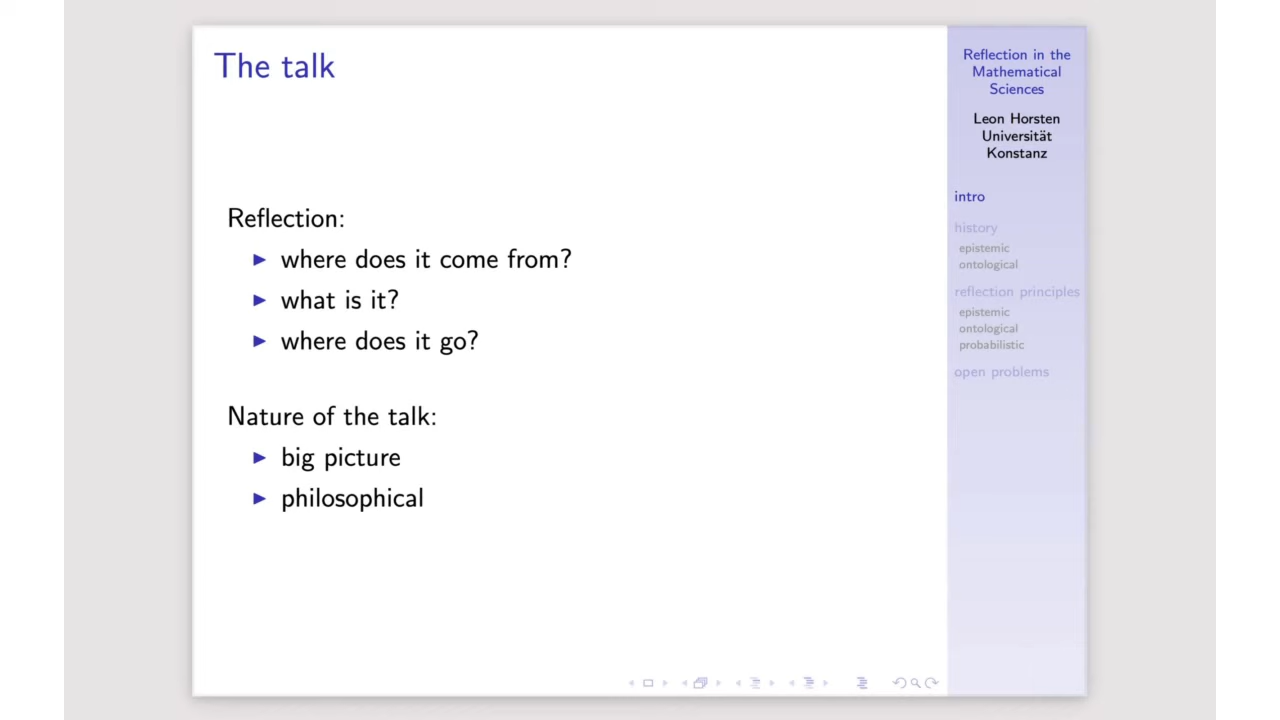 The talk
Reflection:
where does it come from?
what is it?
where does it go?
Nature of the talk:
big picture
philosophical
Reflection in the
Mathematical
Sciences
Leon Horsten
Universität
Konstanz
intro
history
epistemic
ontological
reflection principles
epistemic
ontological
probabilistic
open problems